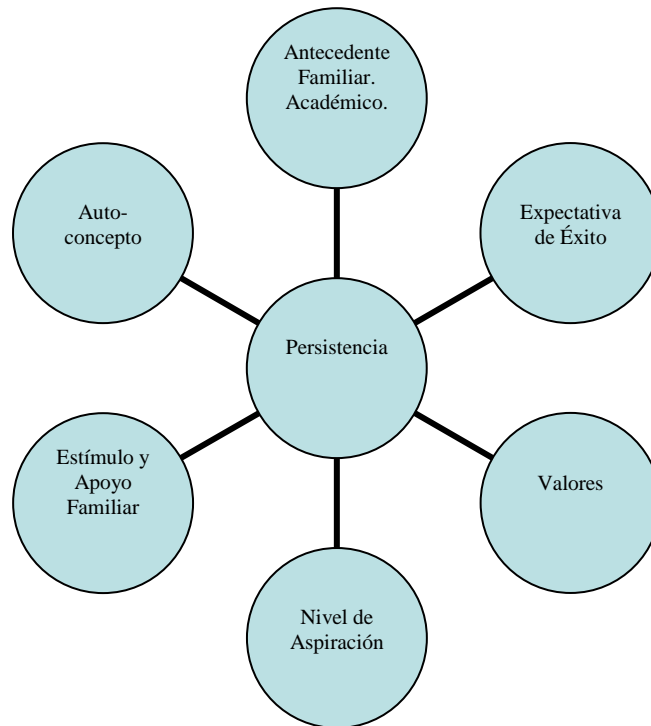 Antecedente
Familiar.
Académico.
Expectativa
de Éxito
Auto-
concepto
Persistencia
Estímulo y
Apoyo
Familiar
Valores
Nivel de
Aspiración